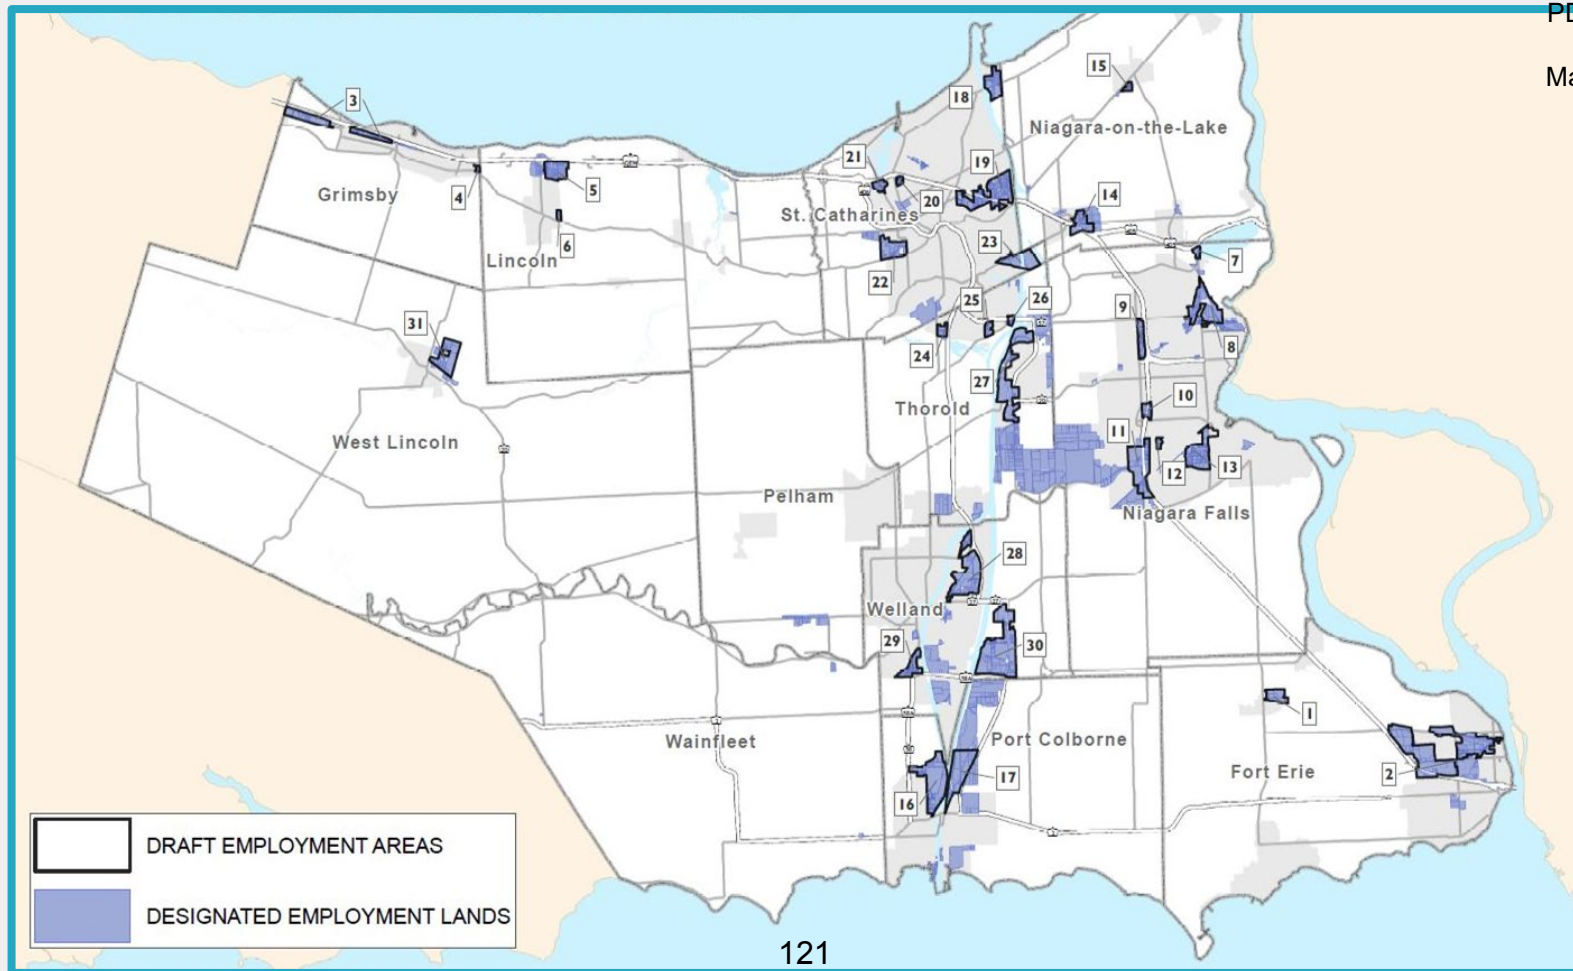 PD
Ma
15
3
18
Niagara-on-the-Lake
21
19
Grimsby
4
5
20
14
St. Catharines
6
Lincoln
23
7
22
25
26
9
31
24
8
27
10
Thorold
11
West Lincoln
12
13
Pelham
Niagara Falls
28
Welland
29
30
1
Wainfleet
Port Colborne
Fort Erie
2
17
16
DRAFT EMPLOYMENT AREAS
DESIGNATED EMPLOYMENT LANDS
121